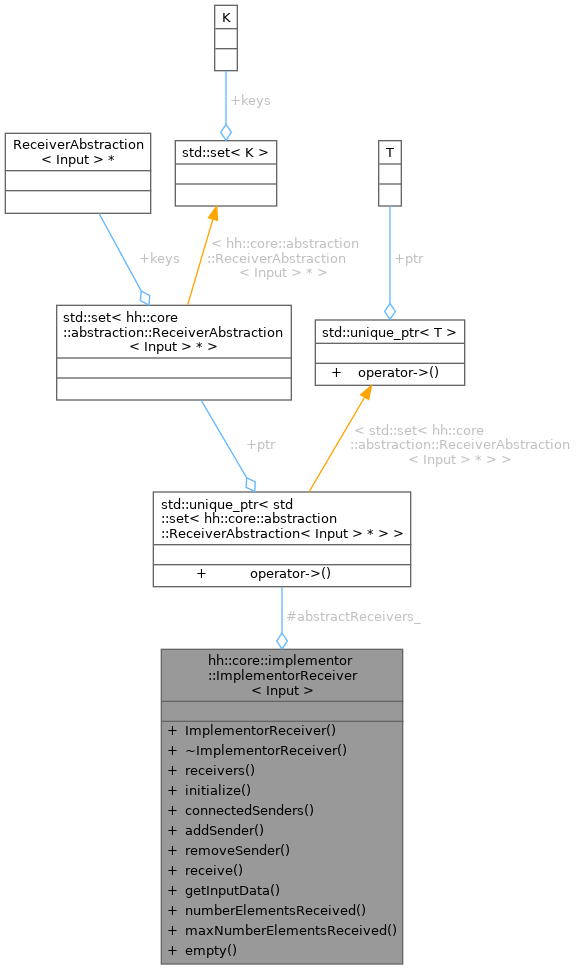 K
+keys
ReceiverAbstraction
< Input > *
std::set< K >
T
+keys
< hh::core::abstraction
::ReceiverAbstraction
< Input > * >
+ptr
std::set< hh::core
::abstraction::ReceiverAbstraction
< Input > * >
std::unique_ptr< T >
+ operator->()
+ptr
< std::set< hh::core
::abstraction::ReceiverAbstraction
< Input > * > >
std::unique_ptr< std
::set< hh::core::abstraction
::ReceiverAbstraction< Input > * > >
+ operator->()
#abstractReceivers_
hh::core::implementor
::ImplementorReceiver
< Input >
+ ImplementorReceiver()
+ ~ImplementorReceiver()
+ receivers()
+ initialize()
+ connectedSenders()
+ addSender()
+ removeSender()
+ receive()
+ getInputData()
+ numberElementsReceived()
+ maxNumberElementsReceived()
+ empty()